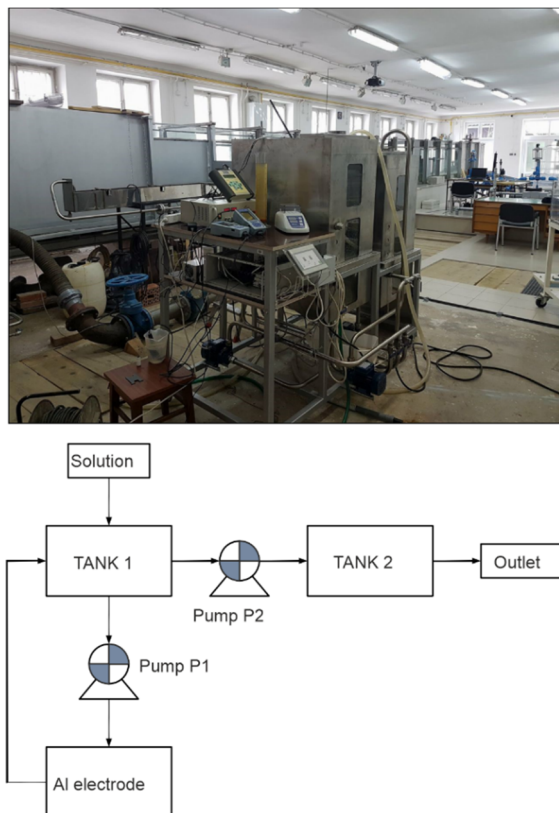 Solution
TANK 1
TANK 2
Outlet
Pump P2
Pump P1
Al electrode